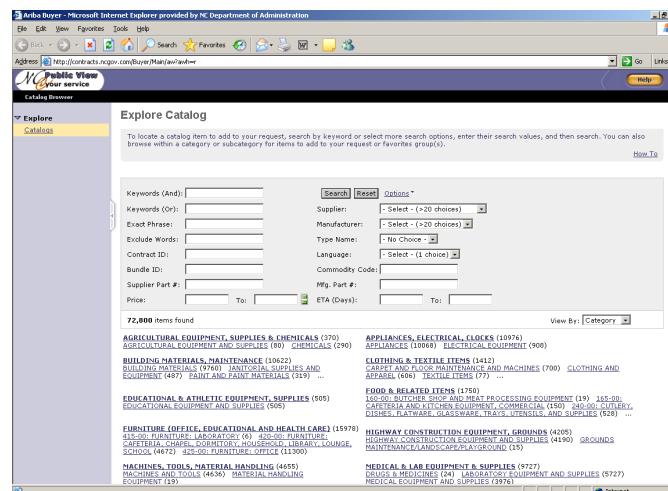 Ariba Buyer - Microsoft Internet Explorer provided by NC Department of Administration
File Edit View Favorites Tools Help
Back Search Favorites
Address http://contracts.ncgov.com/Buyer/Main/aw?awh=r Go Links
NC Public View
@your service
Help
Catalog Browser
Explore
Catalogs
Explore Catalog
To locate a catalog item to add to your request, search by keyword or select more search options, enter their search values, and then search. You can also
browse within a category or subcategory for items to add to your request or favorites group(s).
How To
Keywords (And): Search Reset Options
Keywords (Or): Supplier: - Select - (>20 choices)
Exact Phrase: Manufacturer: - Select - (>20 choices)
Exclude Words: Type Name: - No Choice -
Contract ID: Language: - Select - (1 choice)
Bundle ID: Commodity Code:
Supplier Part #: Mfg. Part #:
Price: To: ETA (Days): To:
72,800 items found View By: Category
AGRICULTURAL EQUIPMENT, SUPPLIES & CHEMICALS (370)
AGRICULTURAL EQUIPMENT AND SUPPLIES (80) CHEMICALS (290)
APPLIANCES, ELECTRICAL, CLOCKS (10976)
APPLIANCES (10068) ELECTRICAL EQUIPMENT (908)
BUILDING MATERIALS, MAINTENANCE (10622)
BUILDING MATERIALS (9760) JANITORIAL SUPPLIES AND
EQUIPMENT (487) PAINT AND PAINT MATERIALS (319) ...
CLOTHING & TEXTILE ITEMS (1412)
CARPET AND FLOOR MAINTENANCE AND MACHINES (700) CLOTHING AND
APPAREL (606) TEXTILE ITEMS (77) ...
EDUCATIONAL & ATHLETIC EQUIPMENT, SUPPLIES (505)
EDUCATIONAL EQUIPMENT AND SUPPLIES (505)
FOOD & RELATED ITEMS (1750)
160-00: BUTCHER SHOP AND MEAT PROCESSING EQUIPMENT (19) 165-00:
CAFETERIA AND KITCHEN EQUIPMENT, COMMERCIAL (150) 240-00: CUTLERY,
DISHES, FLATWARE, GLASSWARE, TRAYS, UTENSILS, AND SUPPLIES (528) ...
FURNITURE (OFFICE, EDUCATIONAL AND HEALTH CARE) (15978)
415-00: FURNITURE: LABORATORY (6) 420-00: FURNITURE:
CAFETERIA, CHAPEL, DORMITORY, HOUSEHOLD, LIBRARY, LOUNGE,
SCHOOL (4672) 425-00: FURNITURE: OFFICE (11300)
HIGHWAY CONSTRUCTION EQUIPMENT, GROUNDS (4205)
HIGHWAY CONSTRUCTION EQUIPMENT AND SUPPLIES (4190) GROUNDS
MAINTENANCE/LANDSCAPE/PLAYGROUND (15)
MACHINES, TOOLS, MATERIAL HANDLING (4655)
MACHINES AND TOOLS (4636) MATERIAL HANDLING
EQUIPMENT (19)
MEDICAL & LAB EQUIPMENT & SUPPLIES (9727)
DRUGS & MEDICINES (24) LABORATORY EQUIPMENT AND SUPPLIES (5727)
MEDICAL EQUIPMENT AND SUPPLIES (3976)
Internet